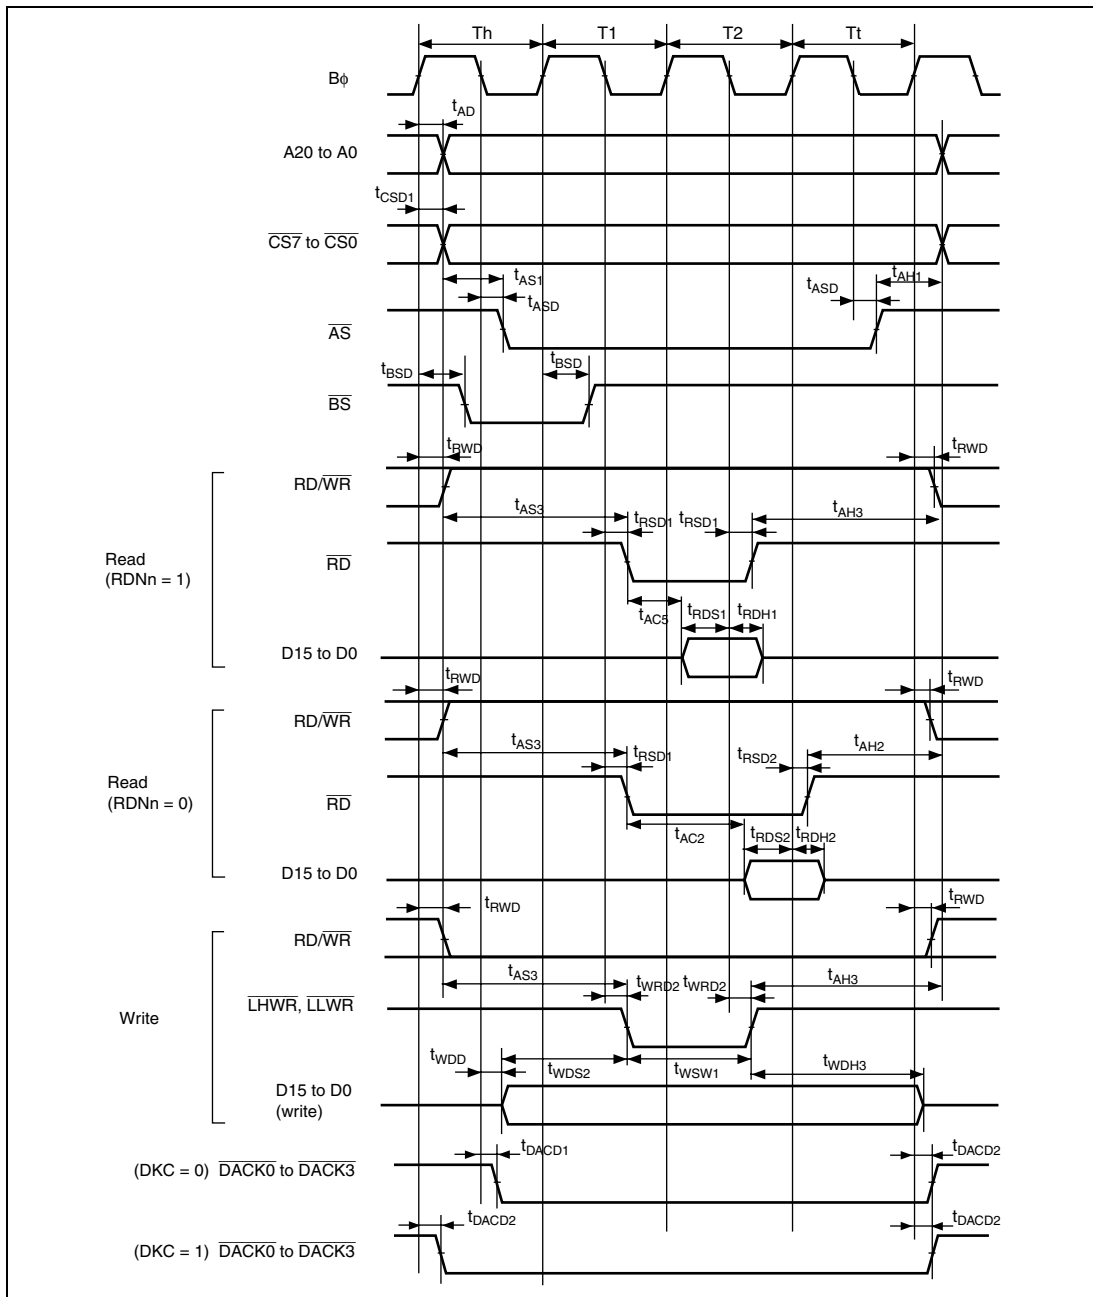 Th T1 T2 Tt
Bϕ
tAD
A20 to A0
tCSD1
CS7 to CS0
tAS1 tASD tASD tAH1
AS
tBSD tBSD
BS
tRWD tRWD
RD/WR
tAS3 tRSD1 tRSD1 tAH3
Read
(RDNn = 1)
RD
tAC5 tRDS1 tRDH1
D15 to D0
tRWD tRWD
RD/WR
tAS3 tRSD1 tRSD2 tAH2
Read
(RDNn = 0)
RD
tAC2 tRDS2 tRDH2
D15 to D0
tRWD tRWD
RD/WR
tAS3 tWRD2 tWRD2 tAH3
Write
LHWR, LLWR
tWDD tWDS2 tWSW1 tWDH3
D15 to D0
(write)
tDACD1 tDACD2
(DKC = 0) DACK0 to DACK3
tDACD2 tDACD2
(DKC = 1) DACK0 to DACK3